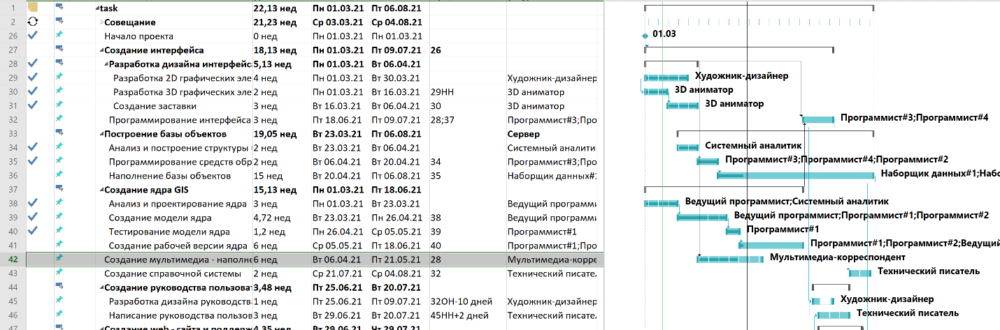 1 task 22,13 нед Пн 01.03.21 Пт 06.08.21
2 Совещание 21,23 нед Ср 03.03.21 Ср 04.08.21
26 Начало проекта 0 нед Пн 01.03.21 Пн 01.03.21 01.03
27 Создание интерфейса 18,13 нед Пн 01.03.21 Пт 09.07.21 26
28 Разработка дизайна интерфейс 5,13 нед Пн 01.03.21 Вт 06.04.21
29 Разработка 2D графических эле 4 нед Пн 01.03.21 Вт 30.03.21 Художник-дизайнер Художник-дизайнер
30 Разработка 3D графических эле 2 нед Пн 01.03.21 Вт 16.03.21 29НН 3D аниматор 3D аниматор
31 Создание заставки 3 нед Вт 16.03.21 Вт 06.04.21 30 3D аниматор 3D аниматор
32 Программирование интерфейса 3 нед Пт 18.06.21 Пт 09.07.21 28;37 Программист#3;Про Программист#3;Программист#4
33 Построение базы объектов 19,05 нед Вт 23.03.21 Пт 06.08.21 Сервер
34 Анализ и построение структуры 2 нед Вт 23.03.21 Вт 06.04.21 Системный аналити Системный аналитик
35 Программирование средств обр 2 нед Вт 06.04.21 Вт 20.04.21 34 Программист#3;Про Программист#3;Программист#4;Программист#2
36 Наполнение базы объектов 15 нед Вт 20.04.21 Пт 06.08.21 35 Наборщик данных#1 Наборщик данных#1;Набо
37 Создание ядра GIS 15,13 нед Пн 01.03.21 Пт 18.06.21
38 Анализ и проектирование ядра 3 нед Пн 01.03.21 Вт 23.03.21 Ведущий программи Ведущий программист;Системный аналитик
39 Создание модели ядра 4,72 нед Вт 23.03.21 Пн 26.04.21 38 Ведущий программи Ведущий программист;Программист#1;Программист#2
40 Тестирование модели ядра 1,2 нед Пн 26.04.21 Ср 05.05.21 39 Программист#1 Программист#1
41 Создание рабочей версии ядра 6 нед Ср 05.05.21 Пт 18.06.21 40 Программист#1;Про Программист#1;Программист#2;Ведущий
42 Создание мультимедиа - наполне 6 нед Вт 06.04.21 Пт 21.05.21 28 Мультимедиа-корре Мультимедиа-корреспондент
43 Создание справочной системы 2 нед Ср 21.07.21 Ср 04.08.21 32 Технический писате Технический писатель
44 Создание руководства пользоват 3,48 нед Пт 25.06.21 Вт 20.07.21
45 Разработка дизайна руководств 1 нед Пт 25.06.21 Пт 09.07.21 32ОН-10 дней Художник-дизайнер Художник-дизайнер
46 Написание руководства пользов 3 нед Вт 29.06.21 Вт 20.07.21 45НН+2 дней Технический писате Технический писатель
47 Создание web - сайта и поддерж 4,35 нед Вт 29.06.21 Чт 29.07.21